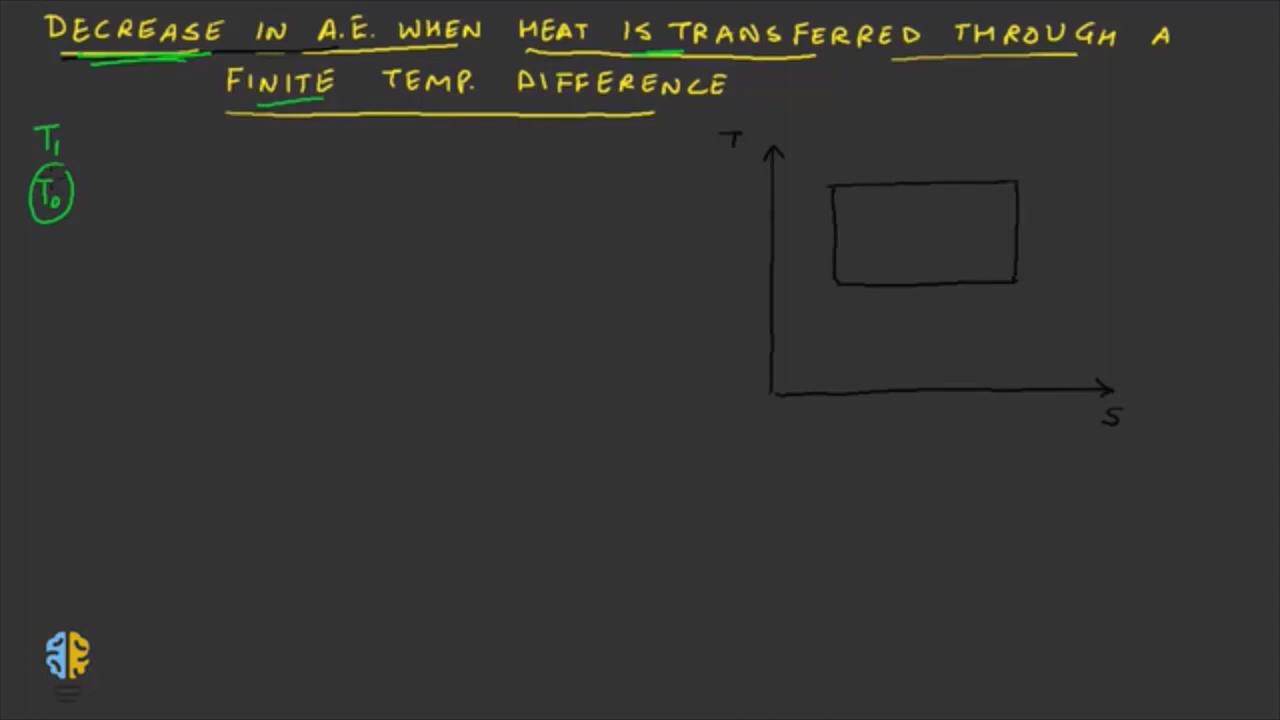 DECREASE IN A.E. WHEN HEAT IS TRANSFERRED THROUGH A
FINITE TEMP. DIFFERENCE
T₁
T₀
T
S